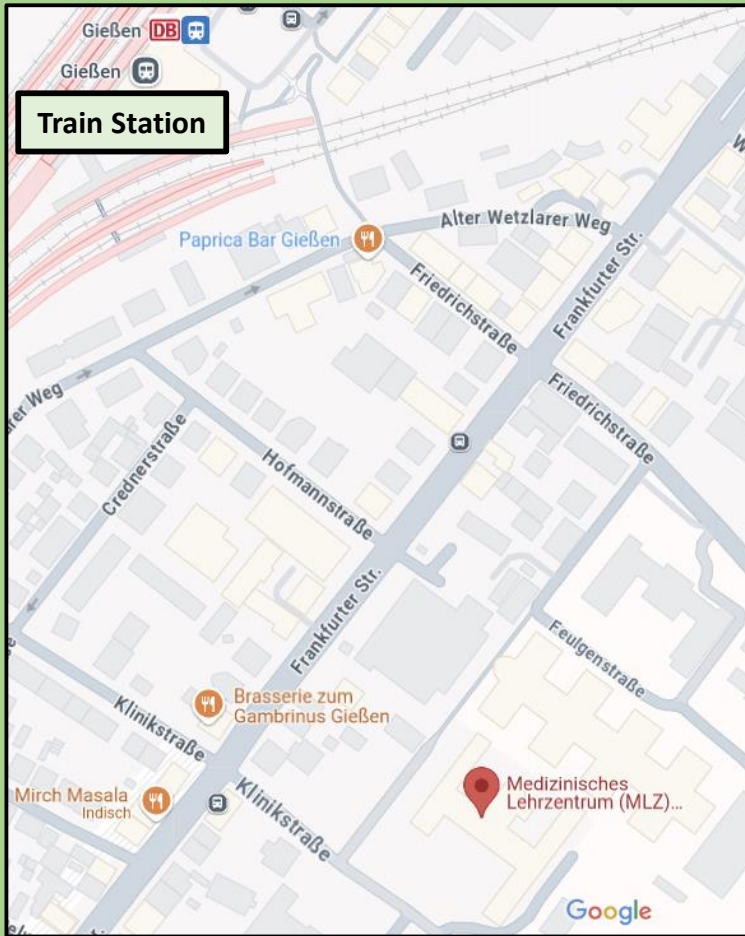 Gießen DB
Gießen
Train Station
Paprica Bar Gießen
Alter Wetzlarer Weg
Friedrichstraße
Frankfurter Str.
Friedrichstraße
Weg
Crednerstraße
Hofmannstraße
Frankfurter Str.
Feulgenstraße
Brasserie zum
Gambrinus Gießen
Klinikstraße
Mirch Masala
Indisch
Klinikstraße
Medizinisches
Lehrzentrum (MLZ)...
Google